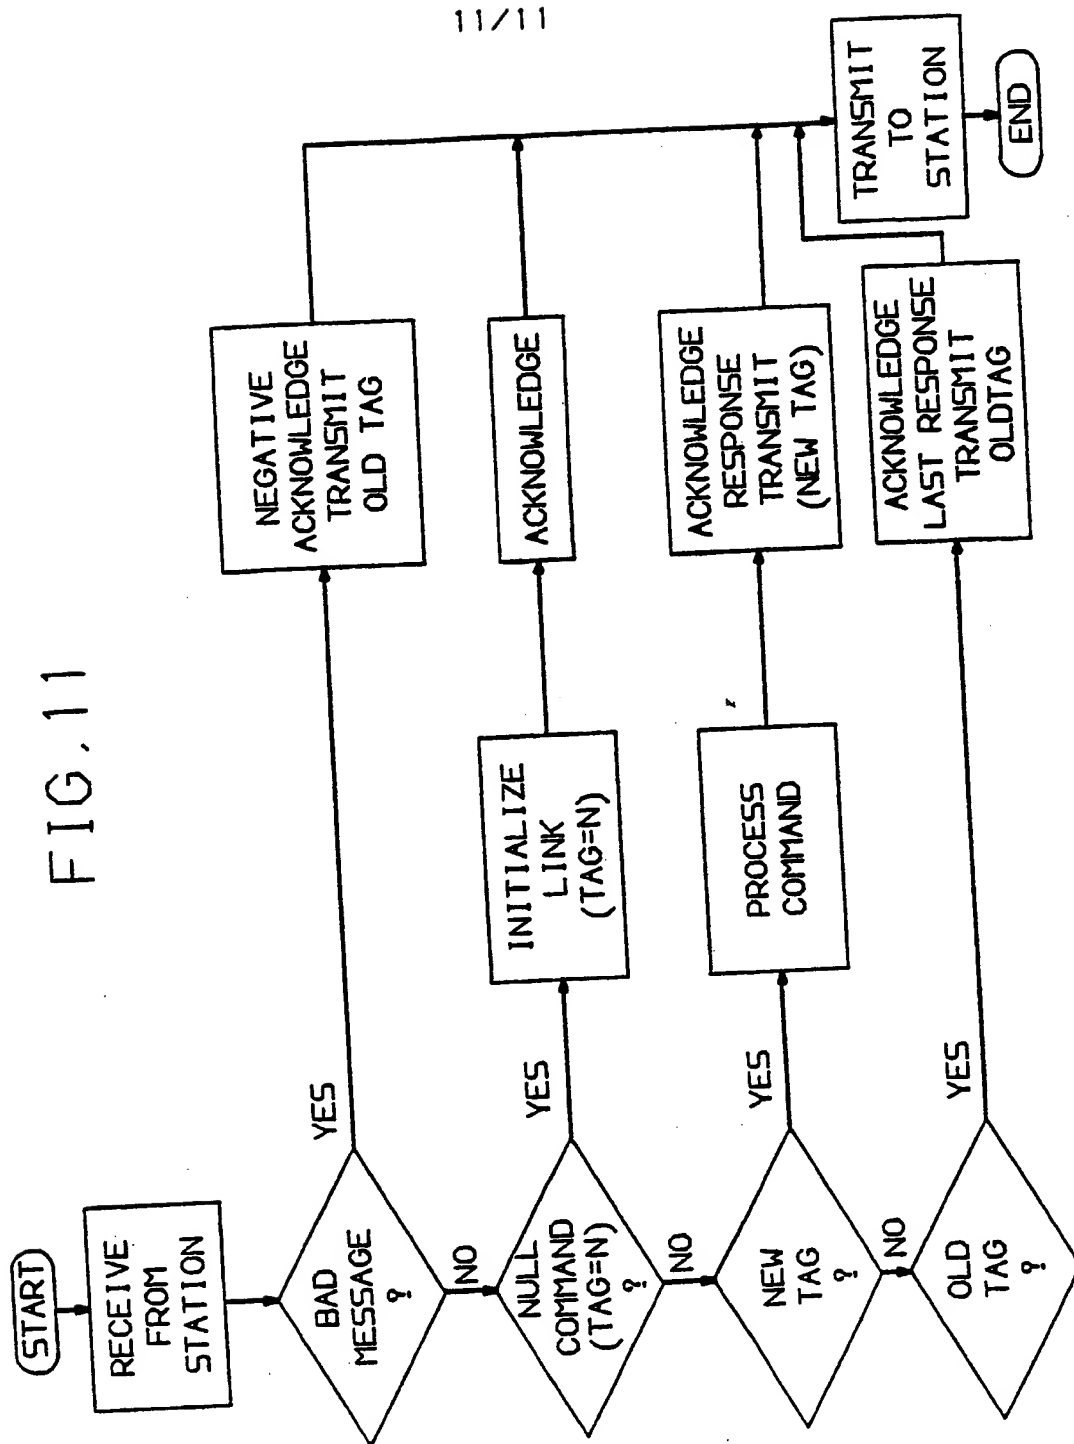 11/11
FIG. 11
START
RECEIVE
FROM
STATION
BAD
MESSAGE
?
YES
NEGATIVE
ACKNOWLEDGE
TRANSMIT
OLD TAG
NO
NULL
COMMAND
(TAG=N)
?
YES
INITIALIZE
LINK
(TAG=N)
ACKNOWLEDGE
NO
NEW
TAG
?
YES
PROCESS
COMMAND
ACKNOWLEDGE
RESPONSE
TRANSMIT
(NEW TAG)
NO
OLD
TAG
?
YES
ACKNOWLEDGE
LAST RESPONSE
TRANSMIT
OLDTAG
TRANSMIT
TO
STATION
END